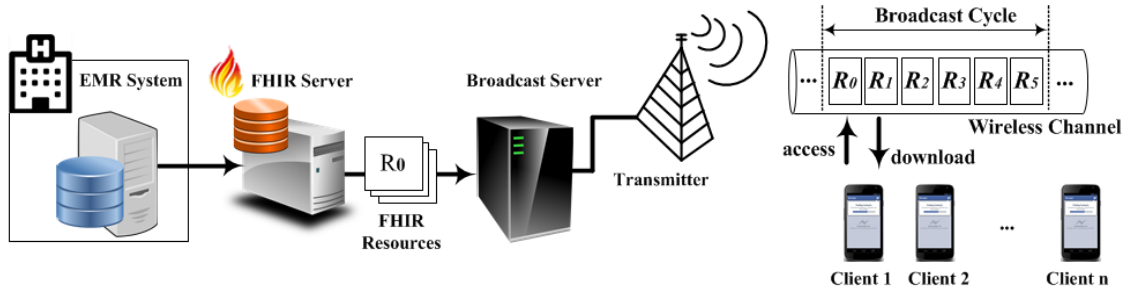 H
EMR System
FHIR Server
R0
FHIR
Resources
Broadcast Server
Transmitter
Broadcast Cycle
... R0 R1 R2 R3 R4 R5 ...
Wireless Channel
access
download
...
Client 1
Client 2
Client n